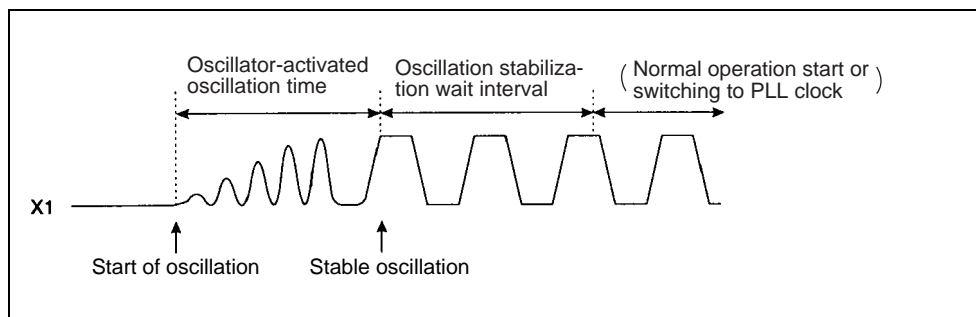 Oscillator-activated
oscillation time
Oscillation stabiliza-
tion wait interval
(Normal operation start or
switching to PLL clock)
X1
Start of oscillation
Stable oscillation